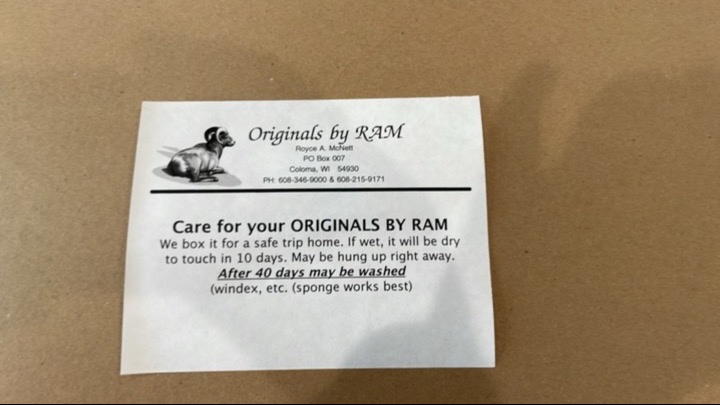 Originals by RAM
Royce A. McNett
PO Box 007
Coloma, WI 54930
PH: 608-346-9000 & 608-215-9171
Care for your ORIGINALS BY RAM
We box it for a safe trip home. If wet, it will be dry
to touch in 10 days. May be hung up right away.
After 40 days may be washed
(windex, etc. (sponge works best)